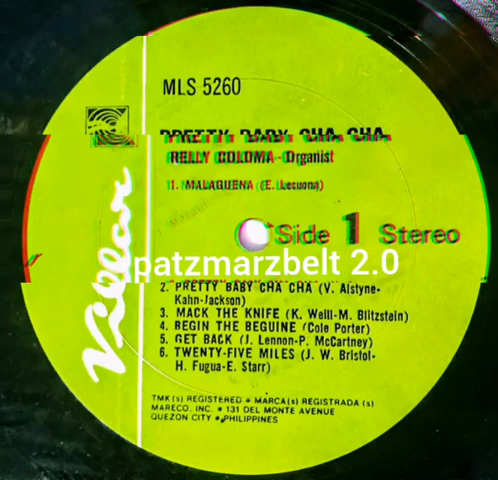 MLS 5260
PRETTY BABY CHA CHA
RELLY COLOMA - Organist
1. MALAGUENA (E. Lecuona)
Side 1 Stereo
Villar
patzmarzbelt 2.0
2. PRETTY BABY CHA CHA (V. Alstyne-
Kahn-Jackson)
3. MACK THE KNIFE (K. Weill-M. Blitzstein)
4. BEGIN THE BEGUINE (Cole Porter)
5. GET BACK (J. Lennon-P. McCartney)
6. TWENTY-FIVE MILES (J. W. Bristol-
H. Fugua-E. Starr)
TMK(s) REGISTERED • MARCA(s) REGISTRADA (s)
MARECO, INC. • 131 DEL MONTE AVENUE
QUEZON CITY • PHILIPPINES